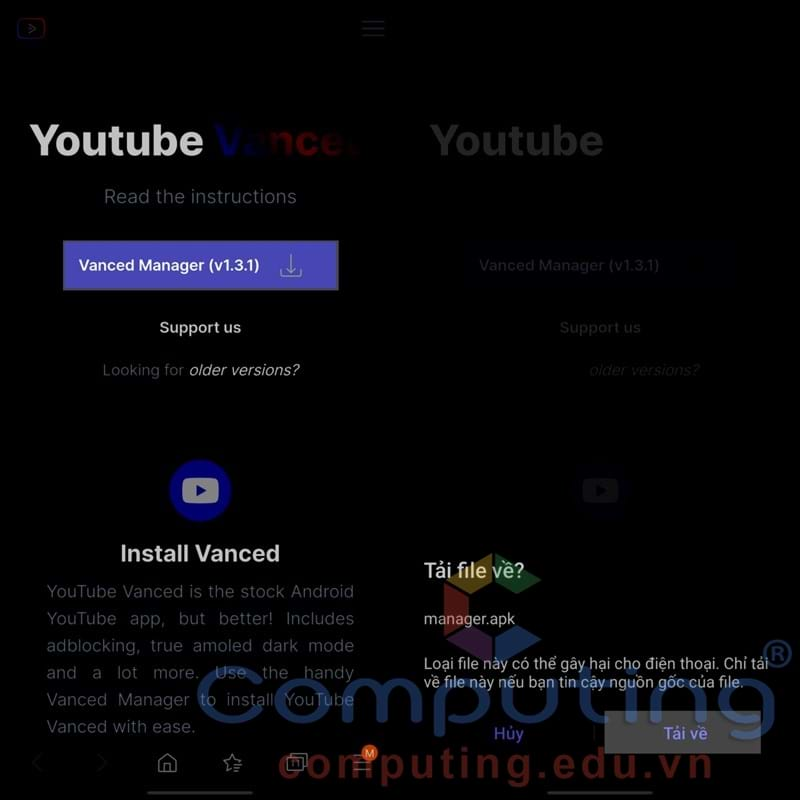 Youtube Vanced
Read the instructions
Vanced Manager (v1.3.1)
Support us
Looking for older versions?
Install Vanced
YouTube Vanced is the stock Android
YouTube app, but better! Includes
adblocking, true amoled dark mode
and a lot more. Use the handy
Vanced Manager to install YouTube
Vanced with ease.
M
Youtube
Vanced Manager (v1.3.1)
Support us
older versions?
Tải file về?
manager.apk
Loại file này có thể gây hại cho điện thoại. Chỉ tải
về file này nếu bạn tin cậy nguồn gốc của file.
Hủy
Tải về
Computing®
computing.edu.vn